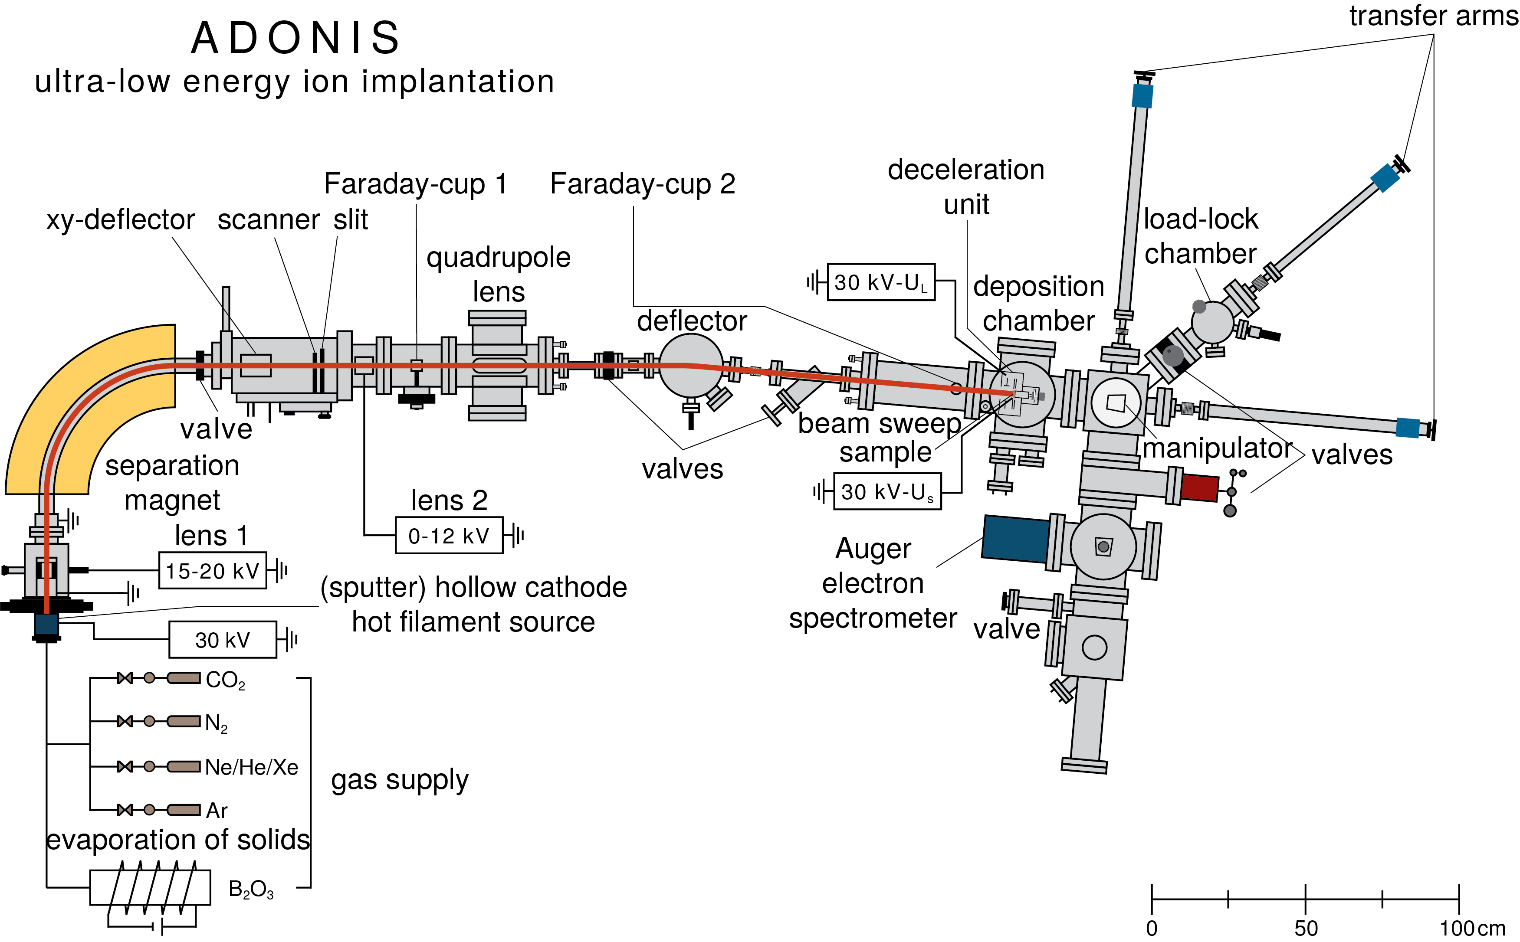 ADONIS
ultra-low energy ion implantation
transfer arms
Faraday-cup 1
Faraday-cup 2
deceleration
unit
xy-deflector
scanner
slit
load-lock
chamber
quadrupole
lens
30 kV-UL
deposition
chamber
deflector
valve
beam sweep
sample
manipulator
valves
valves
separation
magnet
30 kV-Us
lens 1
15-20 kV
lens 2
0-12 kV
Auger
electron
spectrometer
(sputter) hollow cathode
hot filament source
valve
30 kV
CO2
N2
Ne/He/Xe
gas supply
Ar
evaporation of solids
B2O3
0
50
100cm